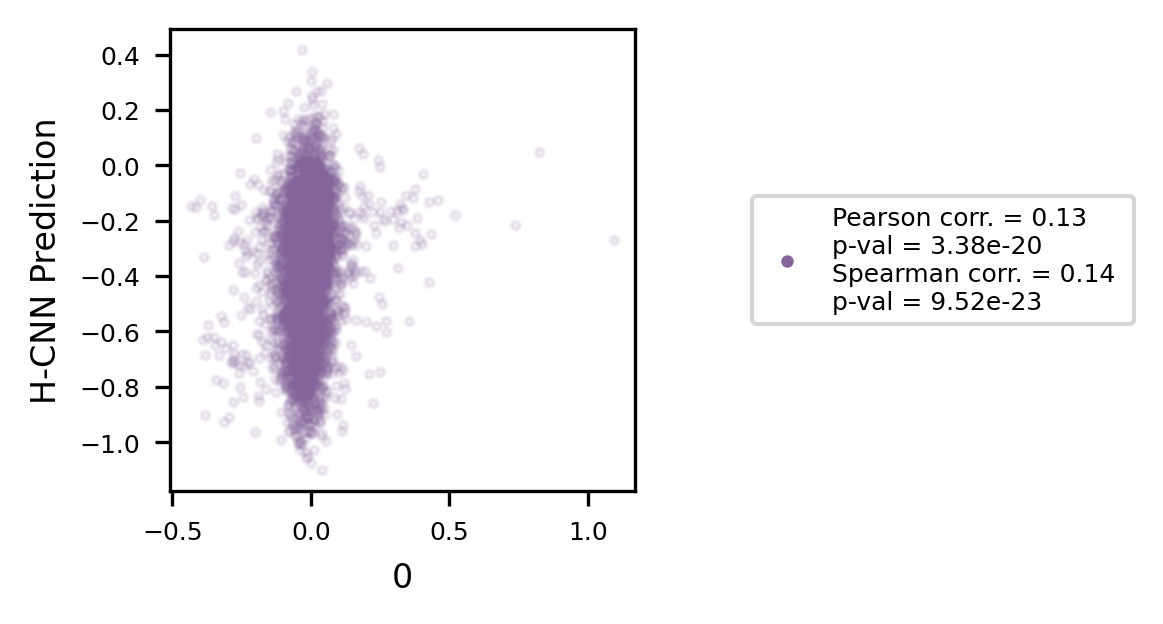 0.4
0.2
0.0
−0.2
−0.4
−0.6
−0.8
−1.0
H-CNN Prediction
−0.5 0.0 0.5 1.0
0
Pearson corr. = 0.13
p-val = 3.38e-20
Spearman corr. = 0.14
p-val = 9.52e-23